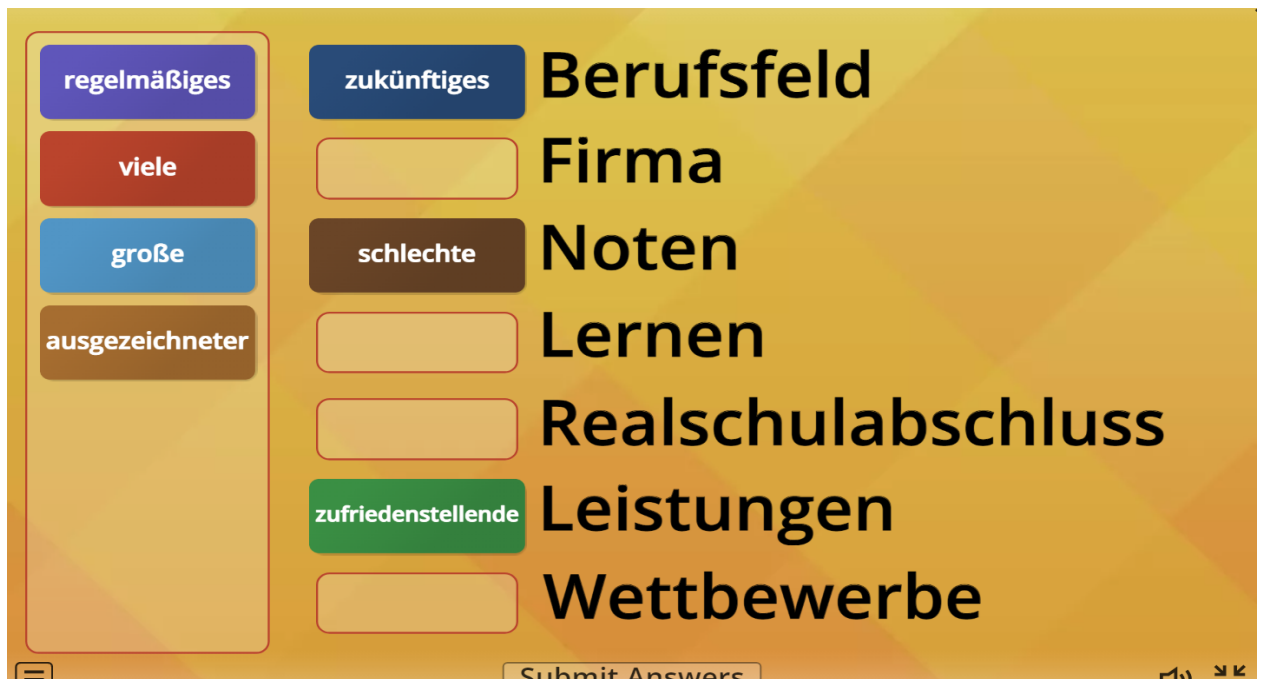 regelmäßiges
viele
große
ausgezeichneter
zukünftiges Berufsfeld
Firma
schlechte Noten
Lernen
Realschulabschluss
zufriedenstellende Leistungen
Wettbewerbe
Submit Answers